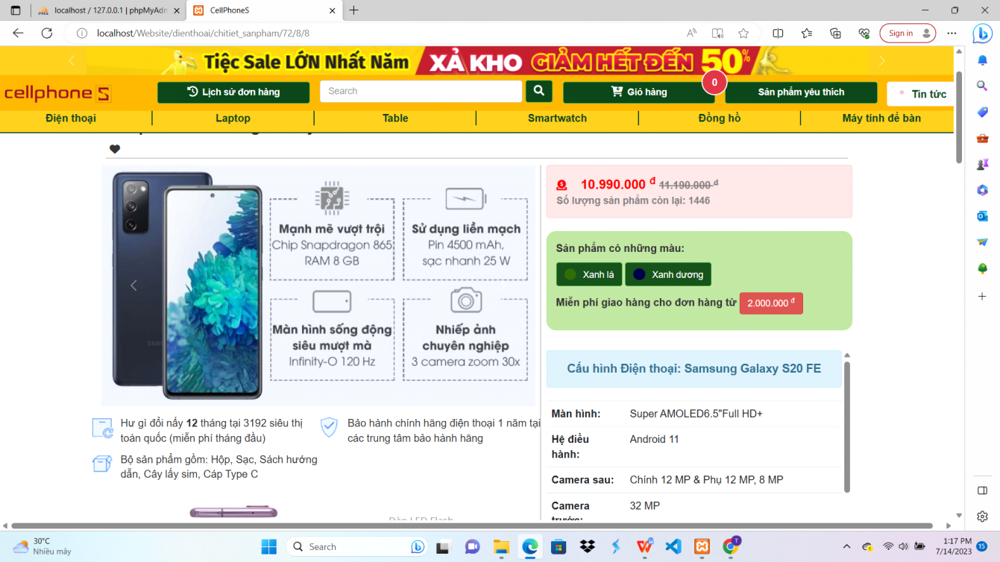 localhost / 127.0.0.1 | phpMyAdn
CellPhoneS
localhost/Website/dienthoai/chitiet_sanpham/72/8/8
Sign in
Tiệc Sale LỚN Nhất Năm XẢ KHO GIẢM HẾT ĐẾN 50%
cellphone S
Lịch sử đơn hàng
Search
Giỏ hàng
0
Sản phẩm yêu thích
Tin tức
Điện thoại
Laptop
Table
Smartwatch
Đồng hồ
Máy tính để bàn
Mạnh mẽ vượt trội
Chip Snapdragon 865
RAM 8 GB
Sử dụng liền mạch
Pin 4500 mAh,
sạc nhanh 25 W
Màn hình sống động
siêu mượt mà
Infinity-O 120 Hz
Nhiếp ảnh
chuyên nghiệp
3 camera zoom 30x
Hư gì đổi nấy 12 tháng tại 3192 siêu thị
toàn quốc (miễn phí tháng đầu)
Bảo hành chính hãng điện thoại 1 năm tại
các trung tâm bảo hành hãng
Bộ sản phẩm gồm: Hộp, Sạc, Sách hướng
dẫn, Cây lấy sim, Cáp Type C
10.990.000 đ 11.190.000 đ
Số lượng sản phẩm còn lại: 1446
Sản phẩm có những màu:
Xanh lá
Xanh dương
Miễn phí giao hàng cho đơn hàng từ 2.000.000 đ
Cấu hình Điện thoại: Samsung Galaxy S20 FE
Màn hình: Super AMOLED6.5"Full HD+
Hệ điều
hành: Android 11
Camera sau: Chính 12 MP & Phụ 12 MP, 8 MP
Camera
trước: 32 MP
30°C
Nhiều mây
Search
1:17 PM
7/14/2023
15